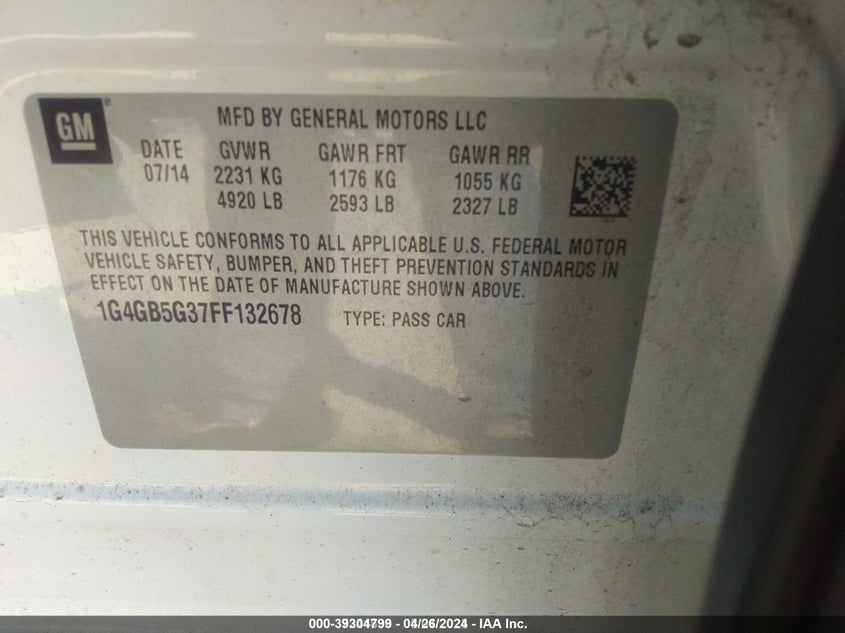 GM®
MFD BY GENERAL MOTORS LLC
DATE GVWR GAWR FRT GAWR RR
07/14 2231 KG 1176 KG 1055 KG
4920 LB 2593 LB 2327 LB
THIS VEHICLE CONFORMS TO ALL APPLICABLE U.S. FEDERAL MOTOR
VEHICLE SAFETY, BUMPER, AND THEFT PREVENTION STANDARDS IN
EFFECT ON THE DATE OF MANUFACTURE SHOWN ABOVE.
1G4GB5G37FF132678 TYPE: PASS CAR
000-39304799 - 04/26/2024 - IAA Inc.